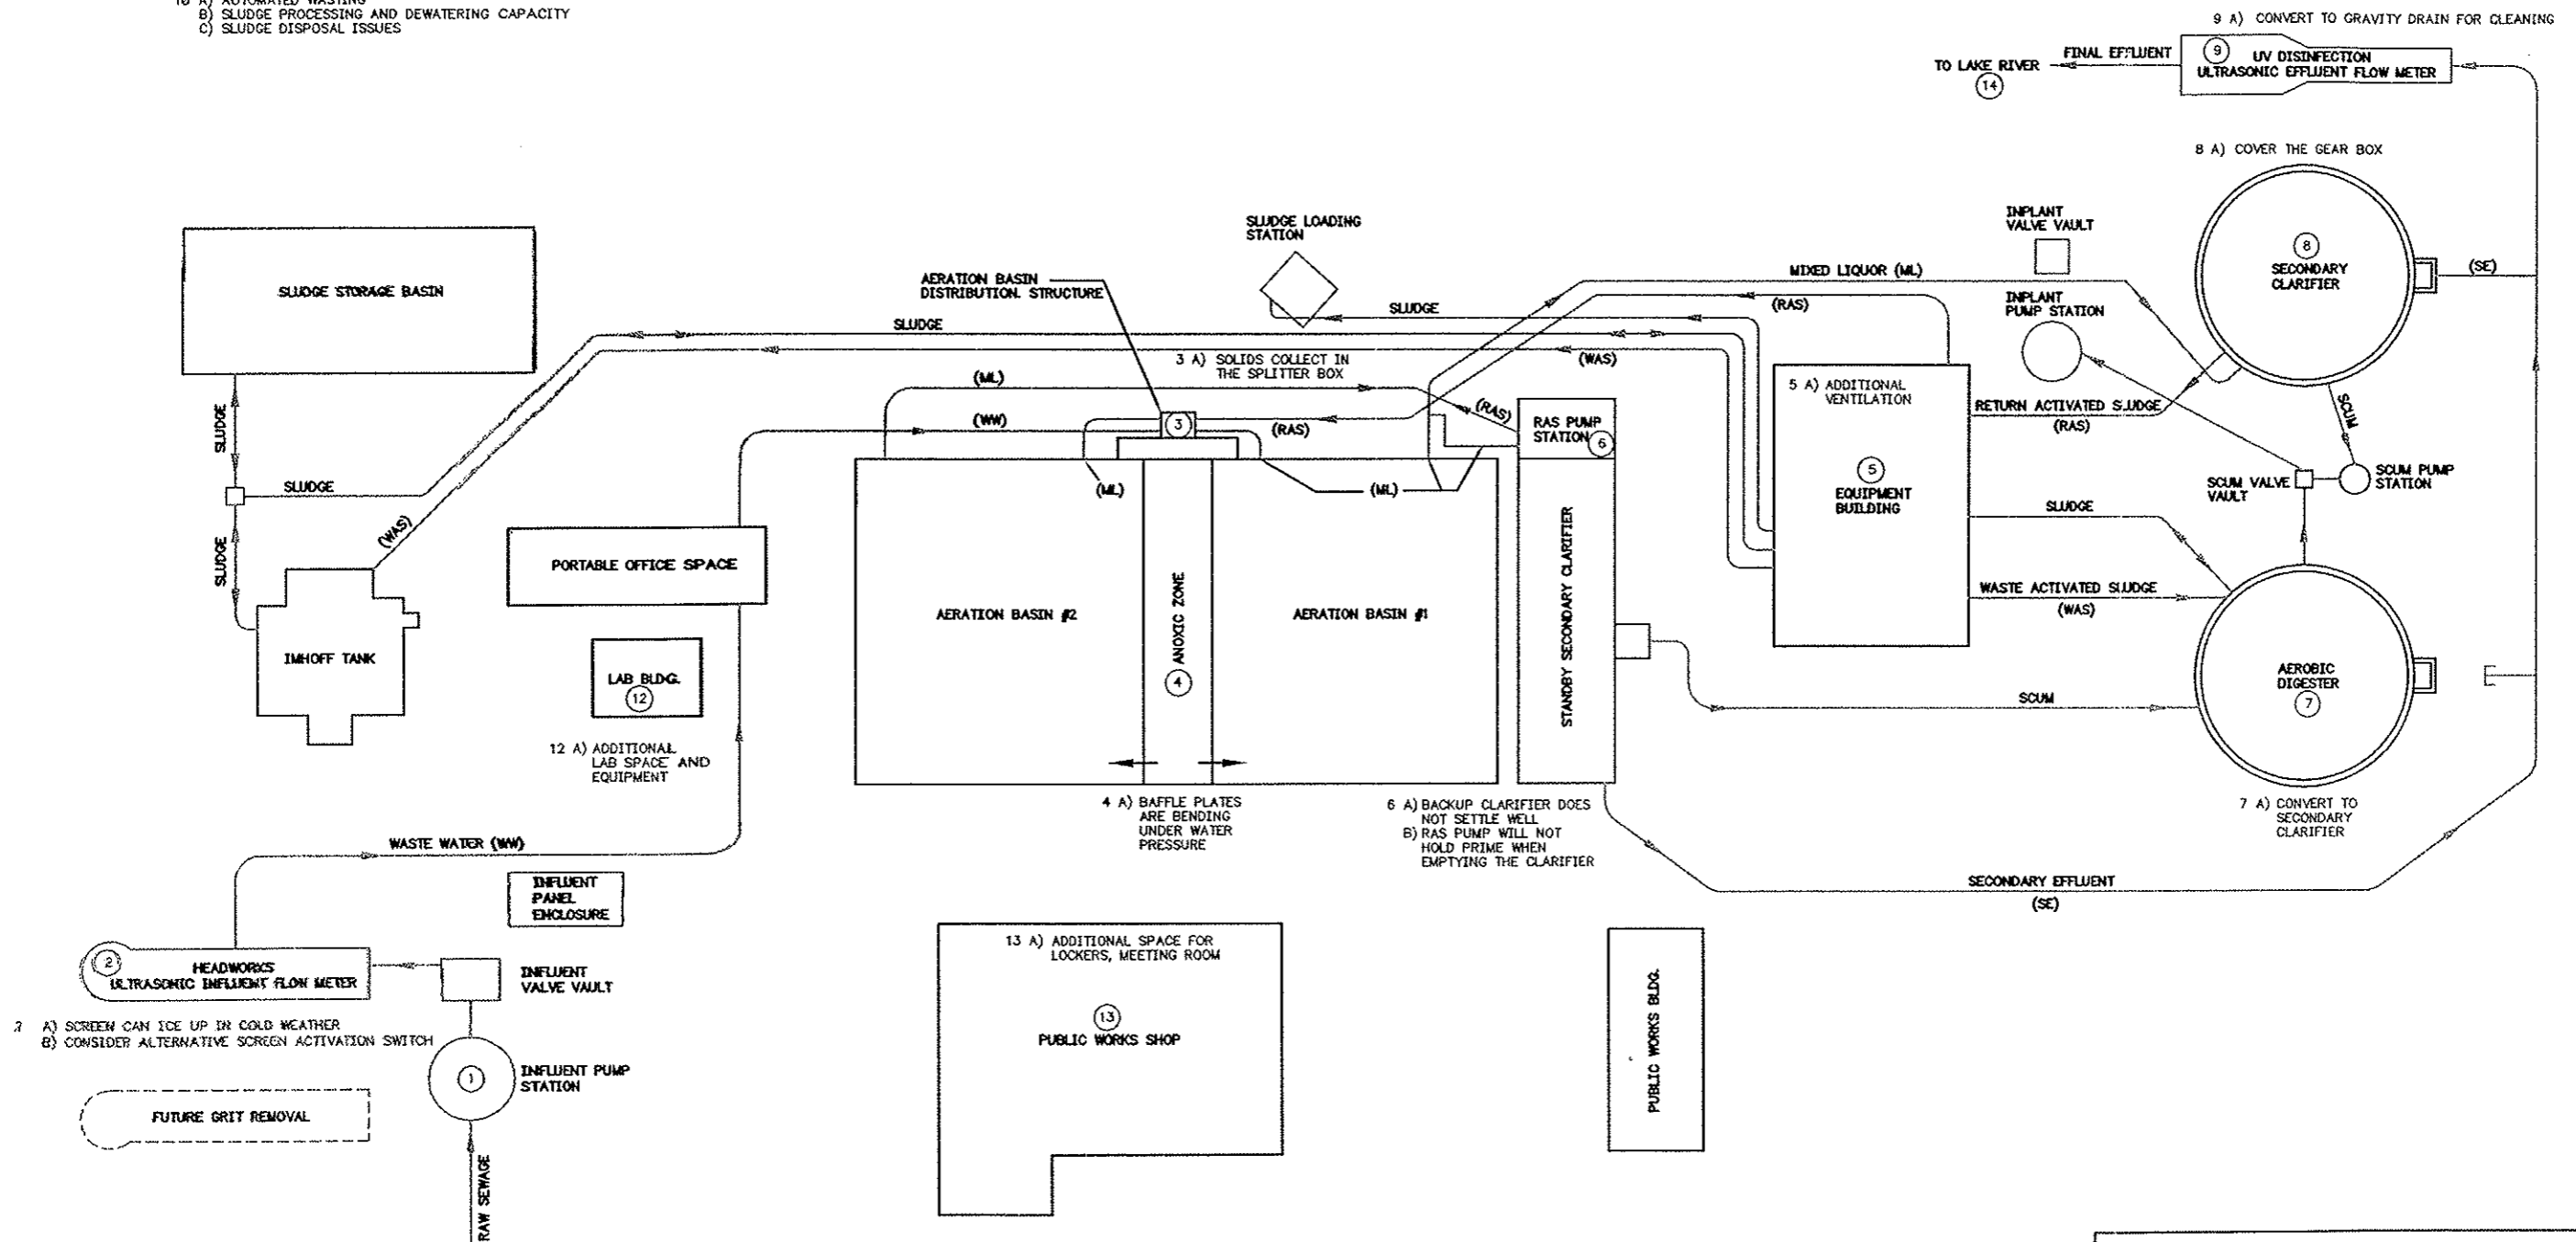 10 A) AUTOMATED WASTING
B) SLUDGE PROCESSING AND DEWATERING CAPACITY
C) SLUDGE DISPOSAL ISSUES
9 A) CONVERT TO GRAVITY DRAIN FOR CLEANING
TO LAKE RIVER
14
FINAL EFFLUENT
9
UV DISINFECTION
ULTRASONIC EFFLUENT FLOW METER
8 A) COVER THE GEAR BOX
SLUDGE STORAGE BASIN
AERATION BASIN
DISTRIBUTION STRUCTURE
SLUDGE LOADING
STATION
INPLANT
VALVE VAULT
INPLANT
PUMP STATION
MIXED LIQUOR (ML)
(RAS)
8
SECONDARY
CLARIFIER
(SE)
SLUDGE
SLUDGE
(WAS)
3 A) SOLIDS COLLECT IN
THE SPLITTER BOX
(ML)
(WW)
3
(RAS)
(RAS)
RAS PUMP
STATION
6
5 A) ADDITIONAL
VENTILATION
RETURN ACTIVATED SLUDGE
(RAS)
SCUM
SLUDGE
SLUDGE
SLUDGE
(WAS)
(ML)
(ML)
5
EQUIPMENT
BUILDING
SCUM VALVE
VAULT
SCUM PUMP
STATION
SLUDGE
WASTE ACTIVATED SLUDGE
(WAS)
PORTABLE OFFICE SPACE
AERATION BASIN #2
ANOXIC ZONE
4
AERATION BASIN #1
STANDBY SECONDARY CLARIFIER
IMHOFF TANK
LAB BLDG.
12
12 A) ADDITIONAL
LAB SPACE AND
EQUIPMENT
SCUM
AEROBIC
DIGESTER
7
4 A) BAFFLE PLATES
ARE BENDING
UNDER WATER
PRESSURE
6 A) BACKUP CLARIFIER DOES
NOT SETTLE WELL
B) RAS PUMP WILL NOT
HOLD PRIME WHEN
EMPTYING THE CLARIFIER
7 A) CONVERT TO
SECONDARY
CLARIFIER
WASTE WATER (WW)
SECONDARY EFFLUENT
(SE)
INFLUENT
PANEL
ENCLOSURE
2
HEADWORKS
ULTRASONIC INFLUENT FLOW METER
INFLUENT
VALVE VAULT
2 A) SCREEN CAN ICE UP IN COLD WEATHER
B) CONSIDER ALTERNATIVE SCREEN ACTIVATION SWITCH
1
INFLUENT PUMP
STATION
FUTURE GRIT REMOVAL
RAW SEWAGE
13 A) ADDITIONAL SPACE FOR
LOCKERS, MEETING ROOM
13
PUBLIC WORKS SHOP
PUBLIC WORKS BLDG.